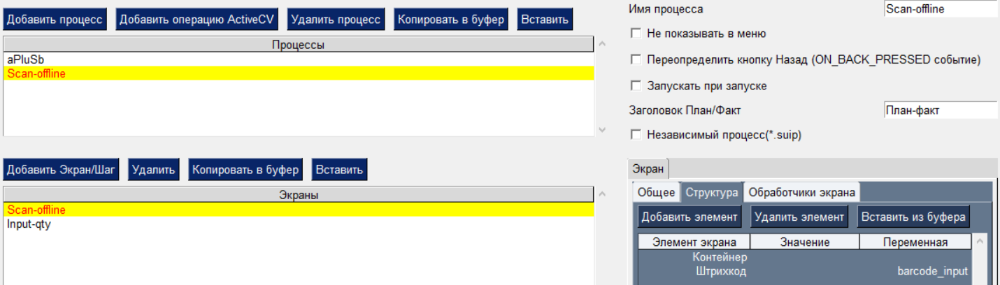 Добавить процесс Добавить операцию ActiveCV Удалить процесс Копировать в буфер Вставить
Процессы
aPluSb
Scan-offline
Добавить Экран/Шаг Удалить Копировать в буфер Вставить
Экраны
Scan-offline
Input-qty
Имя процесса Scan-offline
Не показывать в меню
Переопределить кнопку Назад (ON_BACK_PRESSED событие)
Запускать при запуске
Заголовок План/Факт План-факт
Независимый процесс(*.suip)
Экран
Общее Структура Обработчики экрана
Добавить элемент Удалить элемент Вставить из буфера
Элемент экрана Значение Переменная
Контейнер
Штрихкод barcode_input